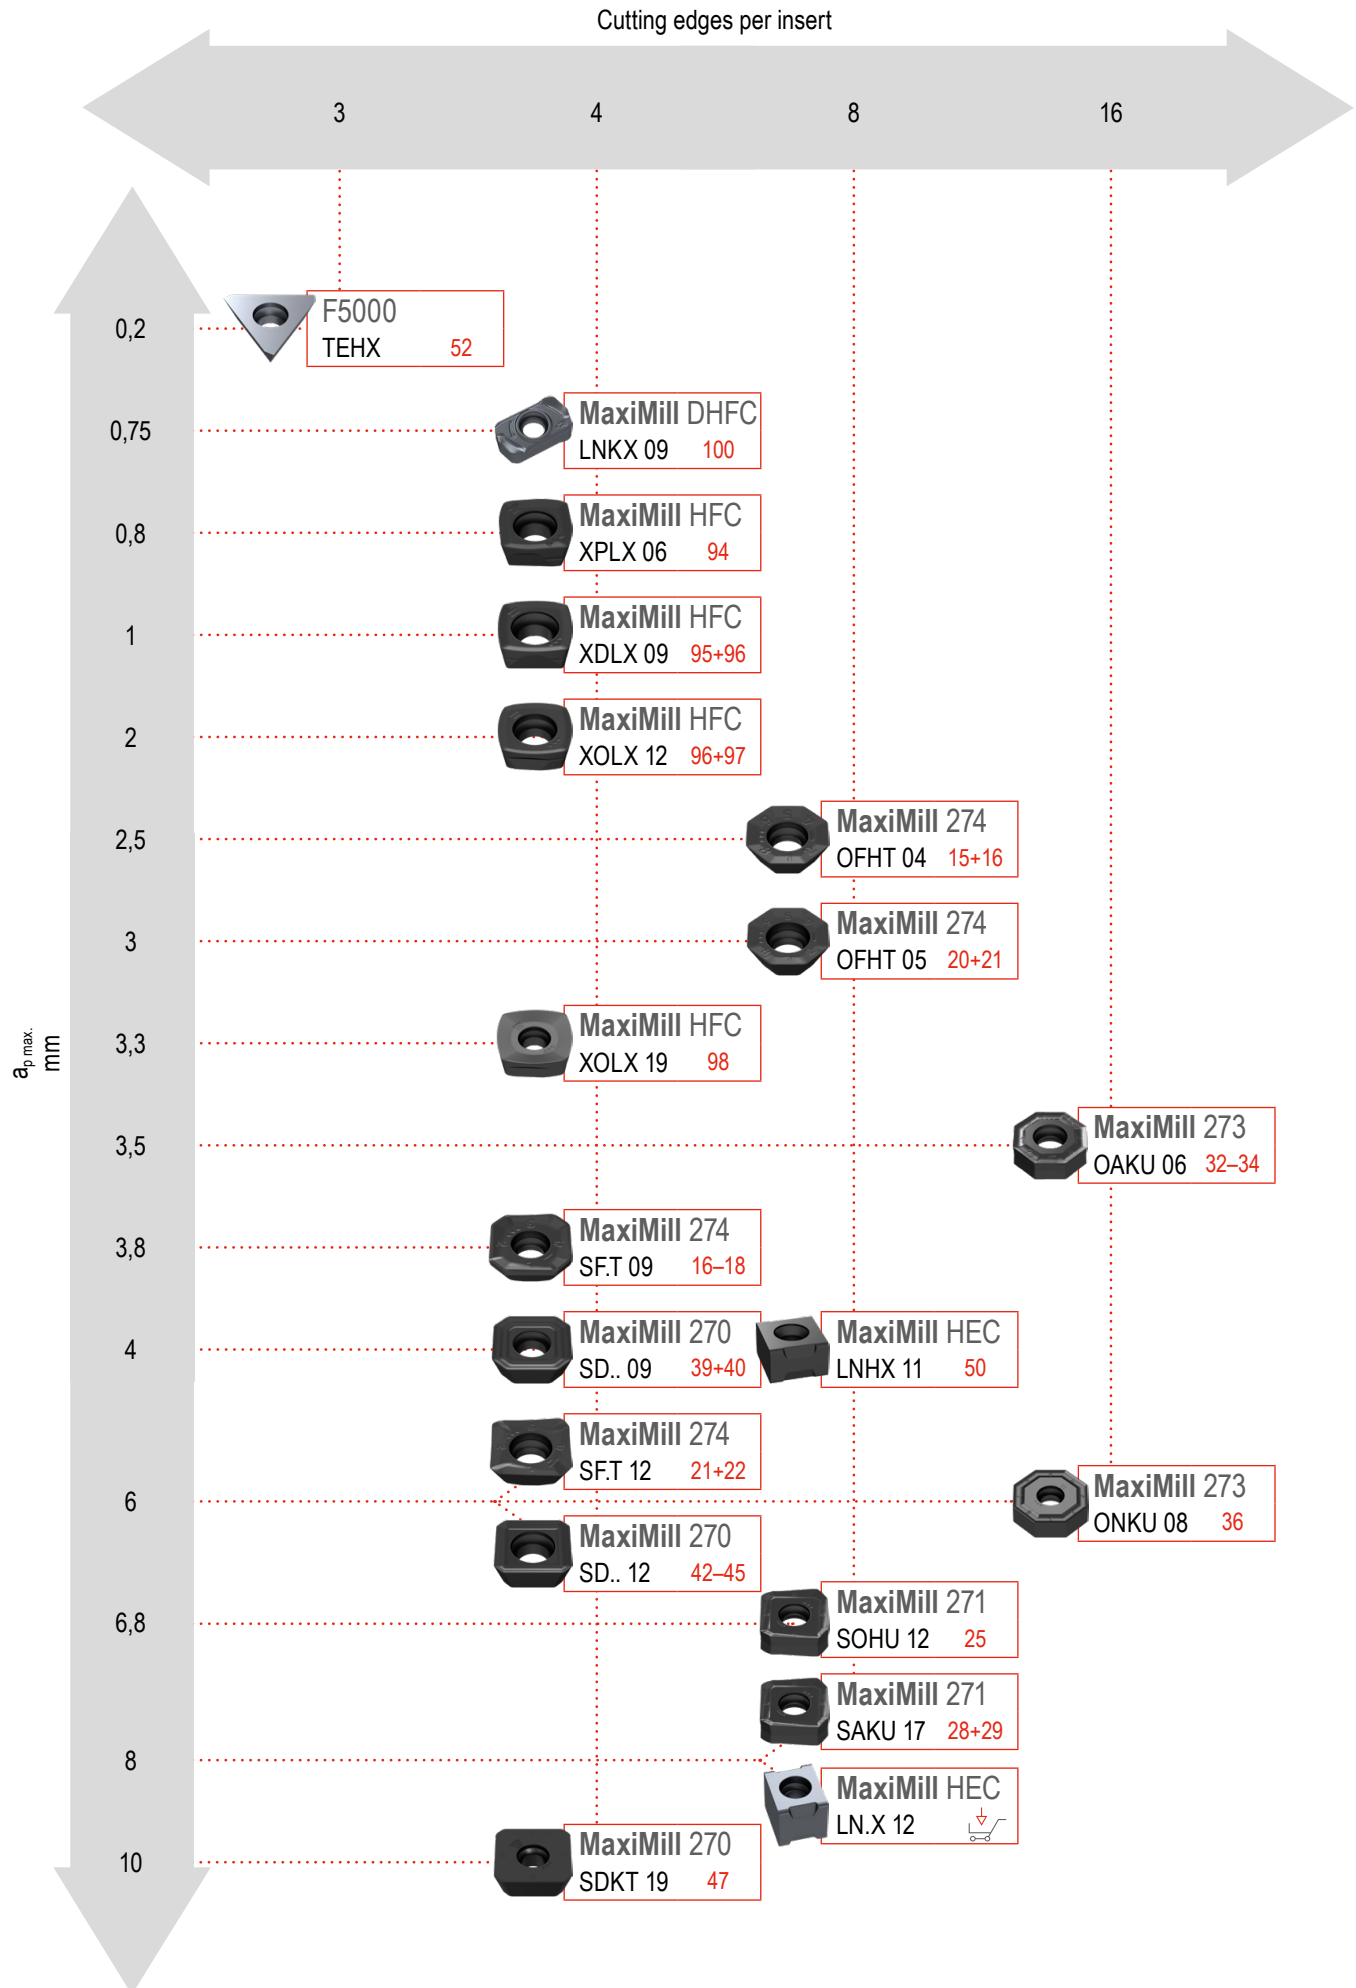 Cutting edges per insert
3 4 8 16
0,2
F5000
TEHX 52
0,75
MaxiMill DHFC
LNKX 09 100
0,8
MaxiMill HFC
XPLX 06 94
1
MaxiMill HFC
XDLX 09 95+96
2
MaxiMill HFC
XOLX 12 96+97
2,5
MaxiMill 274
OFHT 04 15+16
3
MaxiMill 274
OFHT 05 20+21
ap max.
mm
3,3
MaxiMill HFC
XOLX 19 98
3,5
MaxiMill 273
OAKU 06 32–34
3,8
MaxiMill 274
SF.T 09 16–18
4
MaxiMill 270
SD.. 09 39+40
MaxiMill HEC
LNHX 11 50
MaxiMill 274
SF.T 12 21+22
6
MaxiMill 273
ONKU 08 36
MaxiMill 270
SD.. 12 42–45
6,8
MaxiMill 271
SOHU 12 25
MaxiMill 271
SAKU 17 28+29
8
MaxiMill HEC
LN.X 12
10
MaxiMill 270
SDKT 19 47